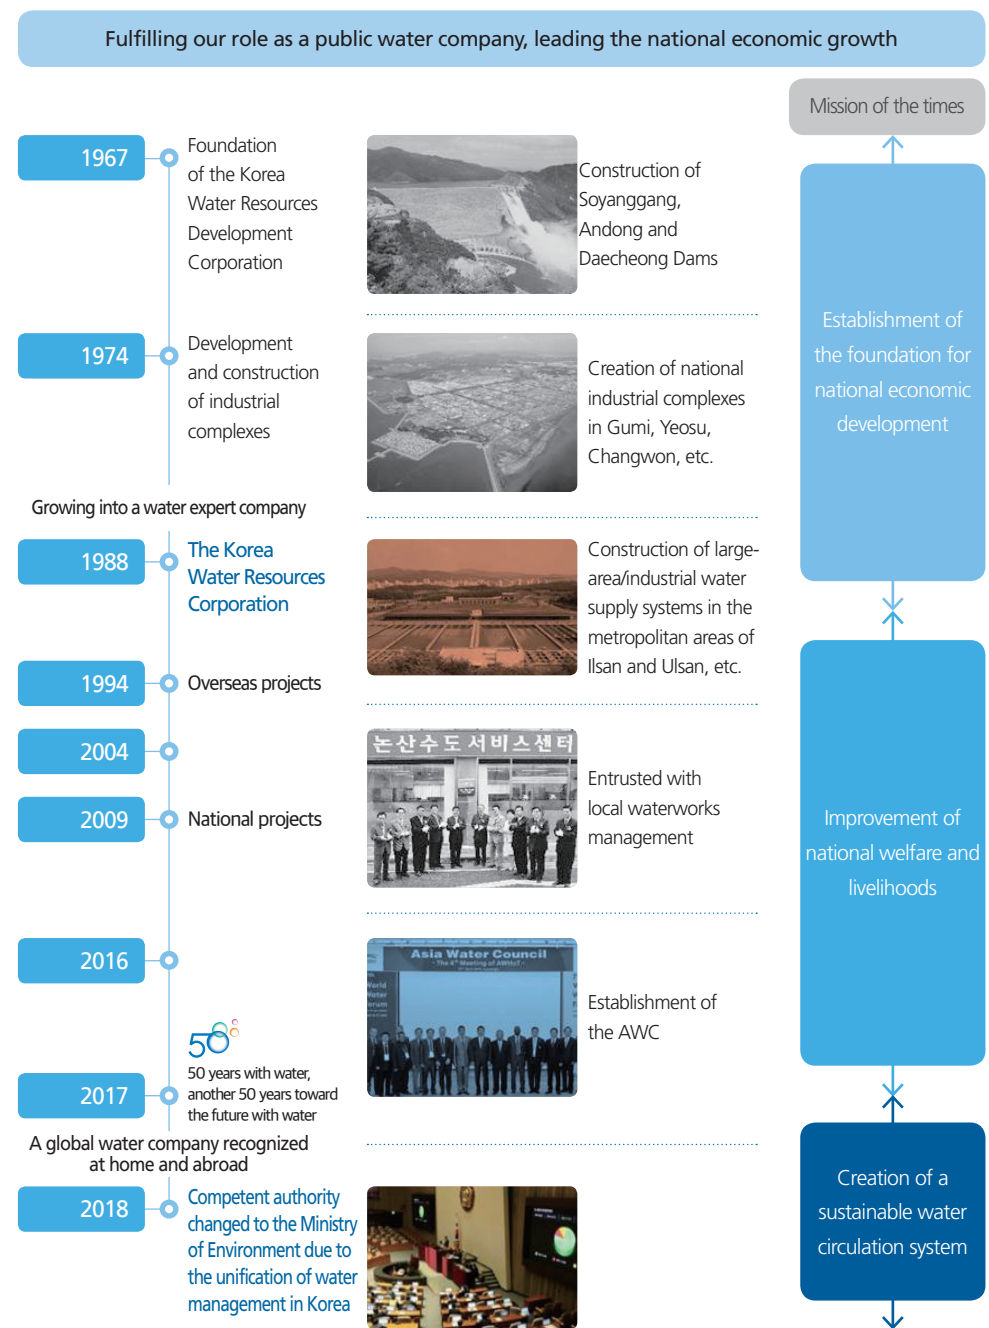 Fulfilling our role as a public water company, leading the national economic growth
Mission of the times
1967
Foundation
of the Korea
Water Resources
Development
Corporation
Construction of
Soyanggang,
Andong and
Daecheong Dams
Establishment of
the foundation for
national economic
development
1974
Development
and construction
of industrial
complexes
Creation of national
industrial complexes
in Gumi, Yeosu,
Changwon, etc.
Growing into a water expert company
1988
The Korea
Water Resources
Corporation
Construction of large-
area/industrial water
supply systems in the
metropolitan areas of
Ilsan and Ulsan, etc.
1994
Overseas projects
2004
논산수도서비스센터
Entrusted with
local waterworks
management
2009
National projects
Improvement of
national welfare and
livelihoods
2016
Asia Water Council
World
Water
Forum
Establishment of
the AWC
50
50 years with water,
another 50 years toward
the future with water
2017
A global water company recognized
at home and abroad
2018
Competent authority
changed to the Ministry
of Environment due to
the unification of water
management in Korea
Creation of a
sustainable water
circulation system